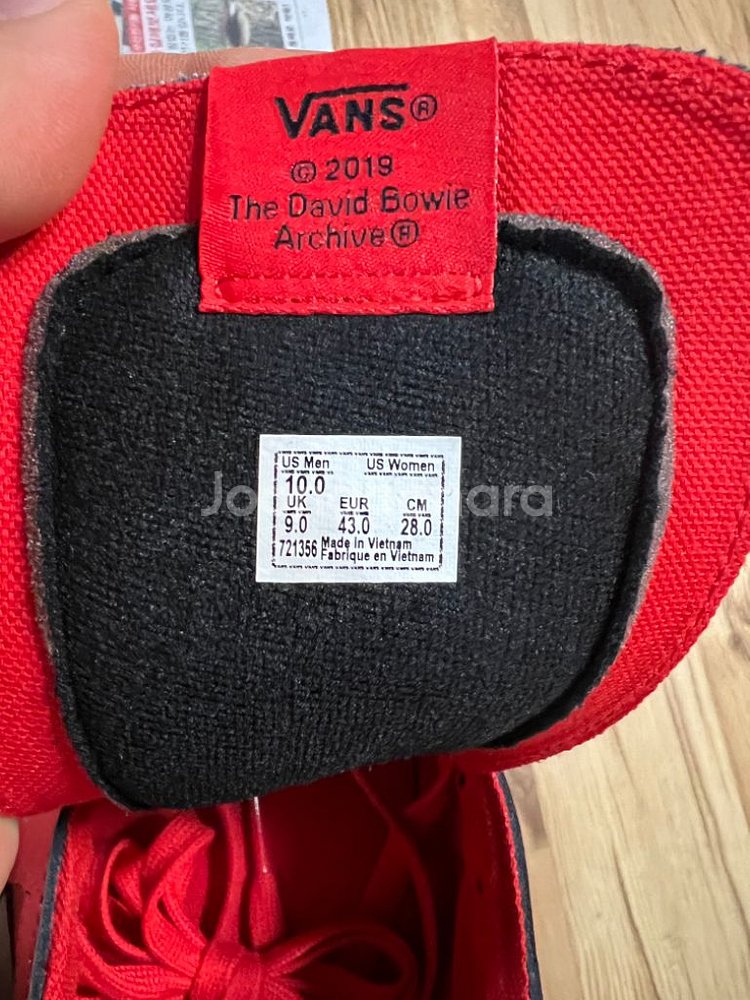 VANS®
© 2019
The David Bowie
Archive®
US Men US Women
10.0
UK EUR CM
9.0 43.0 28.0
721356 Made in Vietnam
Fabrique en Vietnam